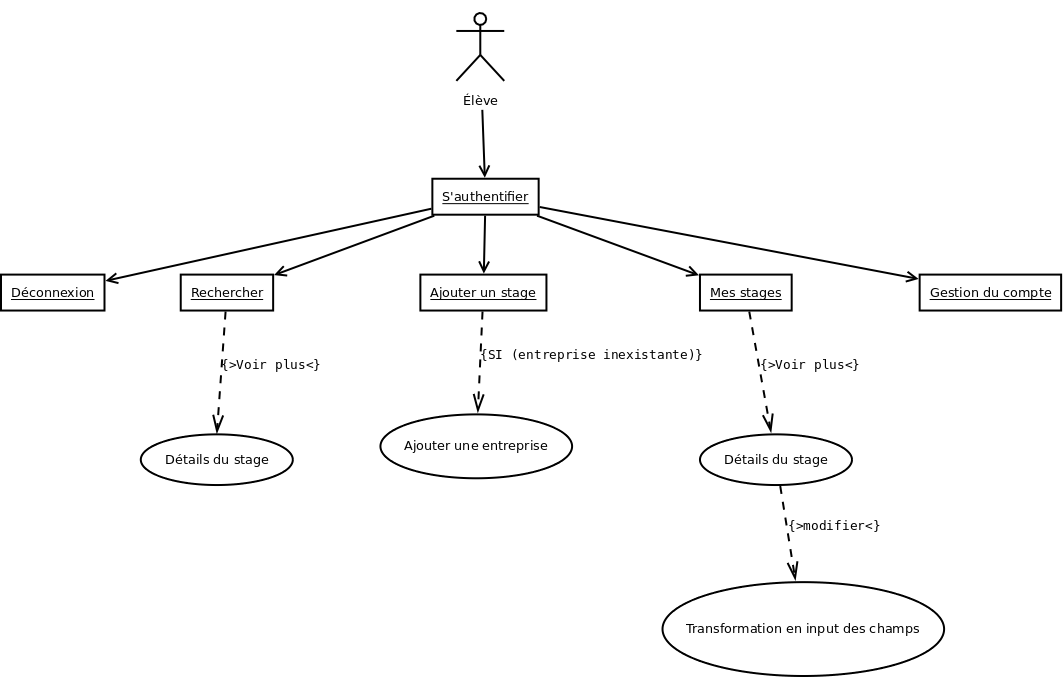 Élève
S'authentifier
Déconnexion
Rechercher
Ajouter un stage
Mes stages
Gestion du compte
{>Voir plus<}
{SI (entreprise inexistante)}
{>Voir plus<}
Détails du stage
Ajouter une entreprise
Détails du stage
{>modifier<}
Transformation en input des champs